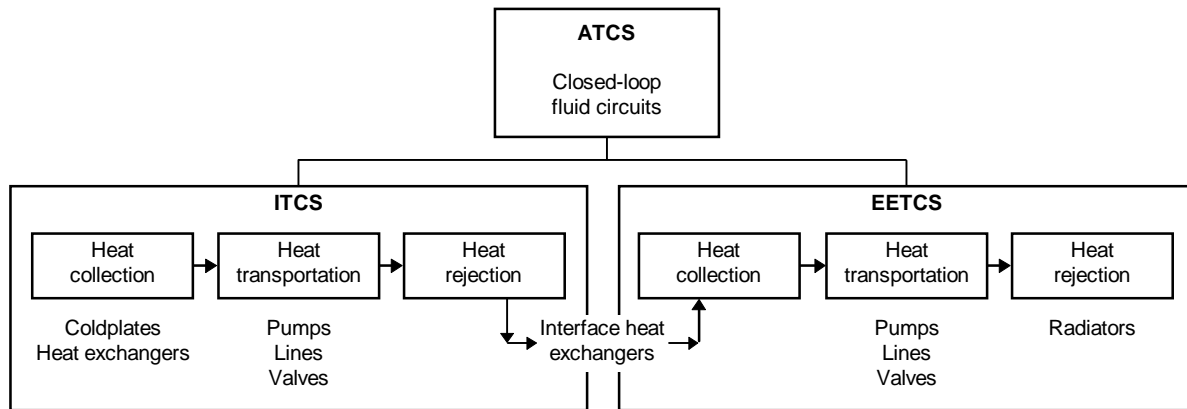 ATCS
Closed-loop
fluid circuits
ITCS
Heat
collection
Heat
transportation
Heat
rejection
Coldplates
Heat exchangers
Pumps
Lines
Valves
Interface heat
exchangers
EETCS
Heat
collection
Heat
transportation
Heat
rejection
Pumps
Lines
Valves
Radiators